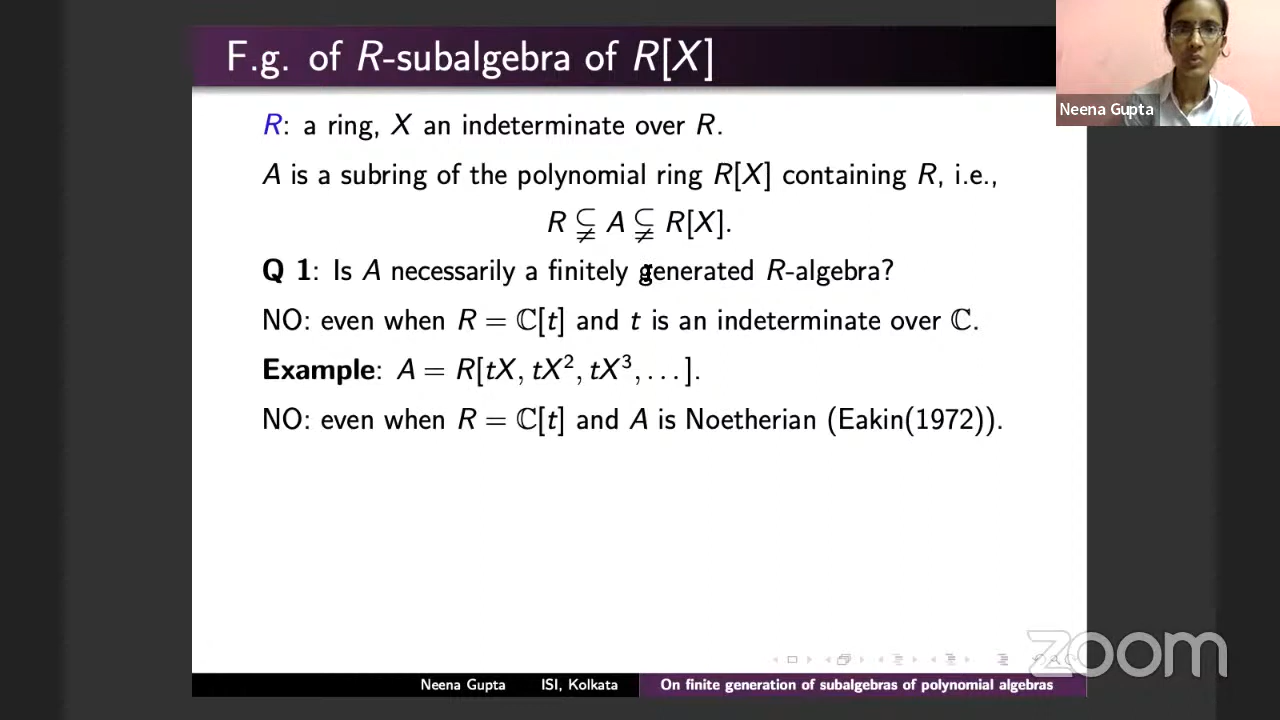 F.g. of R-subalgebra of R[X]
Neena Gupta
R: a ring, X an indeterminate over R.
A is a subring of the polynomial ring R[X] containing R, i.e.,
R ⫋ A ⫋ R[X].
Q 1: Is A necessarily a finitely generated R-algebra?
NO: even when R = ℂ[t] and t is an indeterminate over ℂ.
Example: A = R[tX, tX², tX³, . . .].
NO: even when R = ℂ[t] and A is Noetherian (Eakin(1972)).
zoom
Neena Gupta ISI, Kolkata On finite generation of subalgebras of polynomial algebras